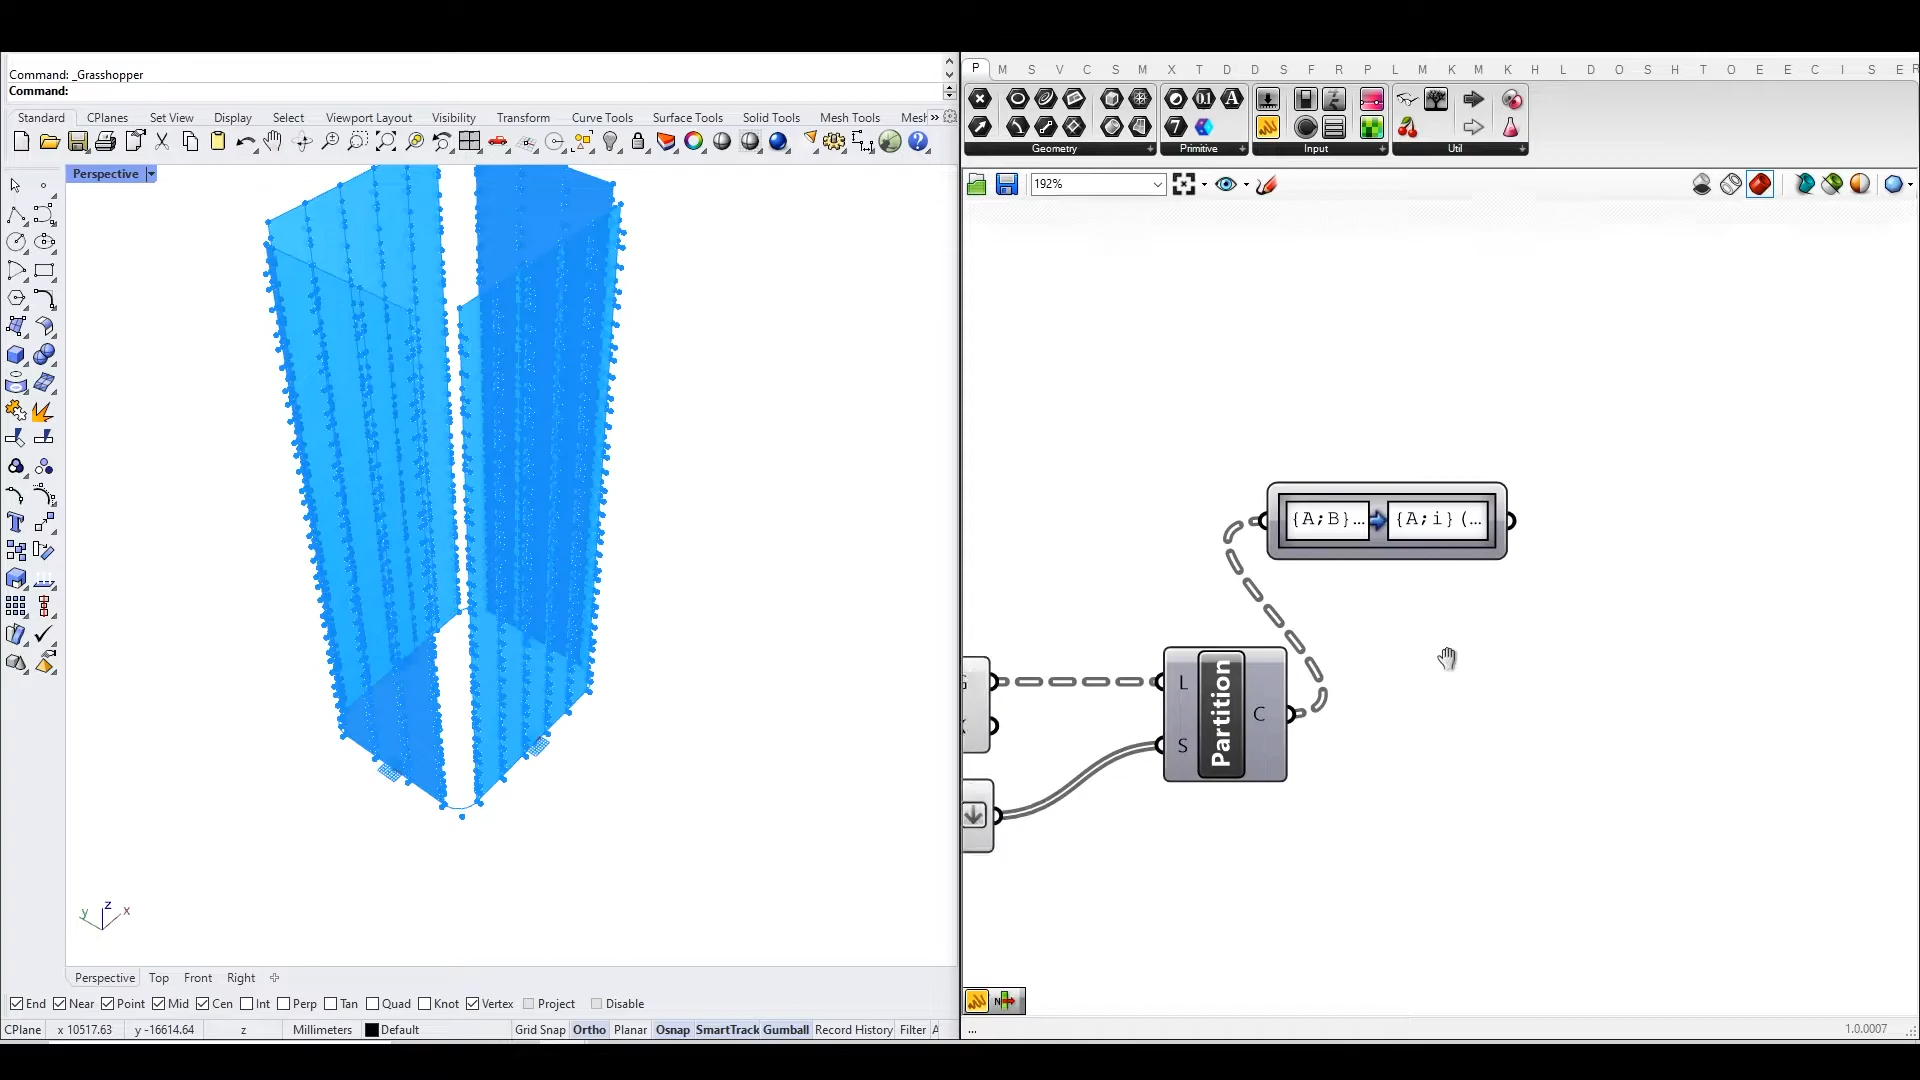 Command: _Grasshopper
Command:
Standard CPlanes Set View Display Select Viewport Layout Visibility Transform Curve Tools Surface Tools Solid Tools Mesh Tools Mesh »
Perspective
z
y x
Perspective Top Front Right
End Near Point Mid Cen Int Perp Tan Quad Knot Vertex Project Disable
CPlane x 10517.63 y -16614.64 z Millimeters Default Grid Snap Ortho Planar Osnap SmartTrack Gumball Record History Filter A
P M S V C S M X T D D S F R P L M K M K H L D O S H T O E E C I S E R
Geometry Primitive Input Util
192%
{A;B}... {A;i}(...
L
Partition
C
S
... 1.0.0007